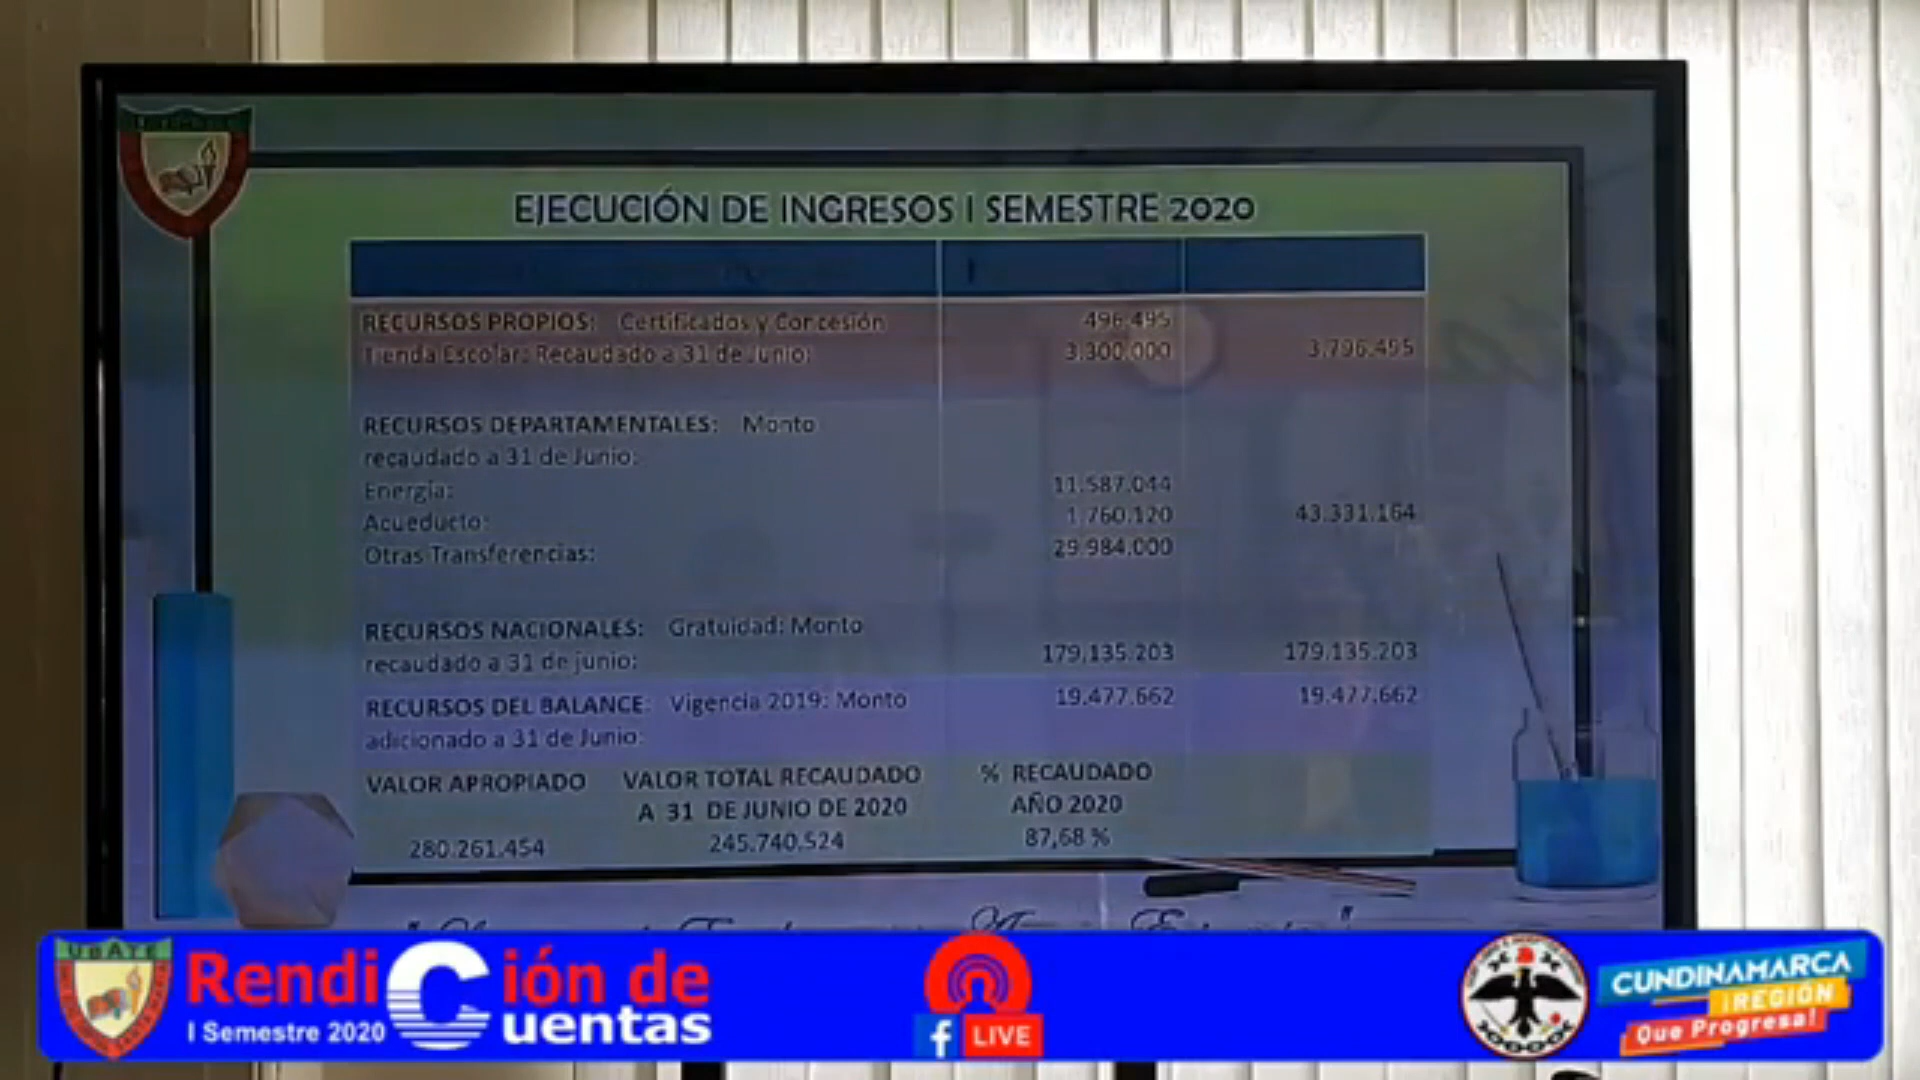 EJECUCIÓN DE INGRESOS I SEMESTRE 2020
RECURSOS PROPIOS: Certificados y Concesión 496.495
Tienda Escolar: Recaudado a 31 de Junio: 3.300.000 3.796.495
RECURSOS DEPARTAMENTALES: Monto
recaudado a 31 de Junio:
Energía: 11.587.044
Acueducto: 1.760.120 43.331.164
Otras Transferencias: 29.984.000
RECURSOS NACIONALES: Gratuidad: Monto
recaudado a 31 de junio: 179.135.203 179.135.203
RECURSOS DEL BALANCE: Vigencia 2019: Monto 19.477.662 19.477.662
adicionado a 31 de Junio:
VALOR APROPIADO VALOR TOTAL RECAUDADO % RECAUDADO
A 31 DE JUNIO DE 2020 AÑO 2020
280.261.454 245.740.524 87,68 %
UBATE
Rendición de
I Semestre 2020 Cuentas
f LIVE
CUNDINAMARCA
¡REGIÓN
Que Progresa!